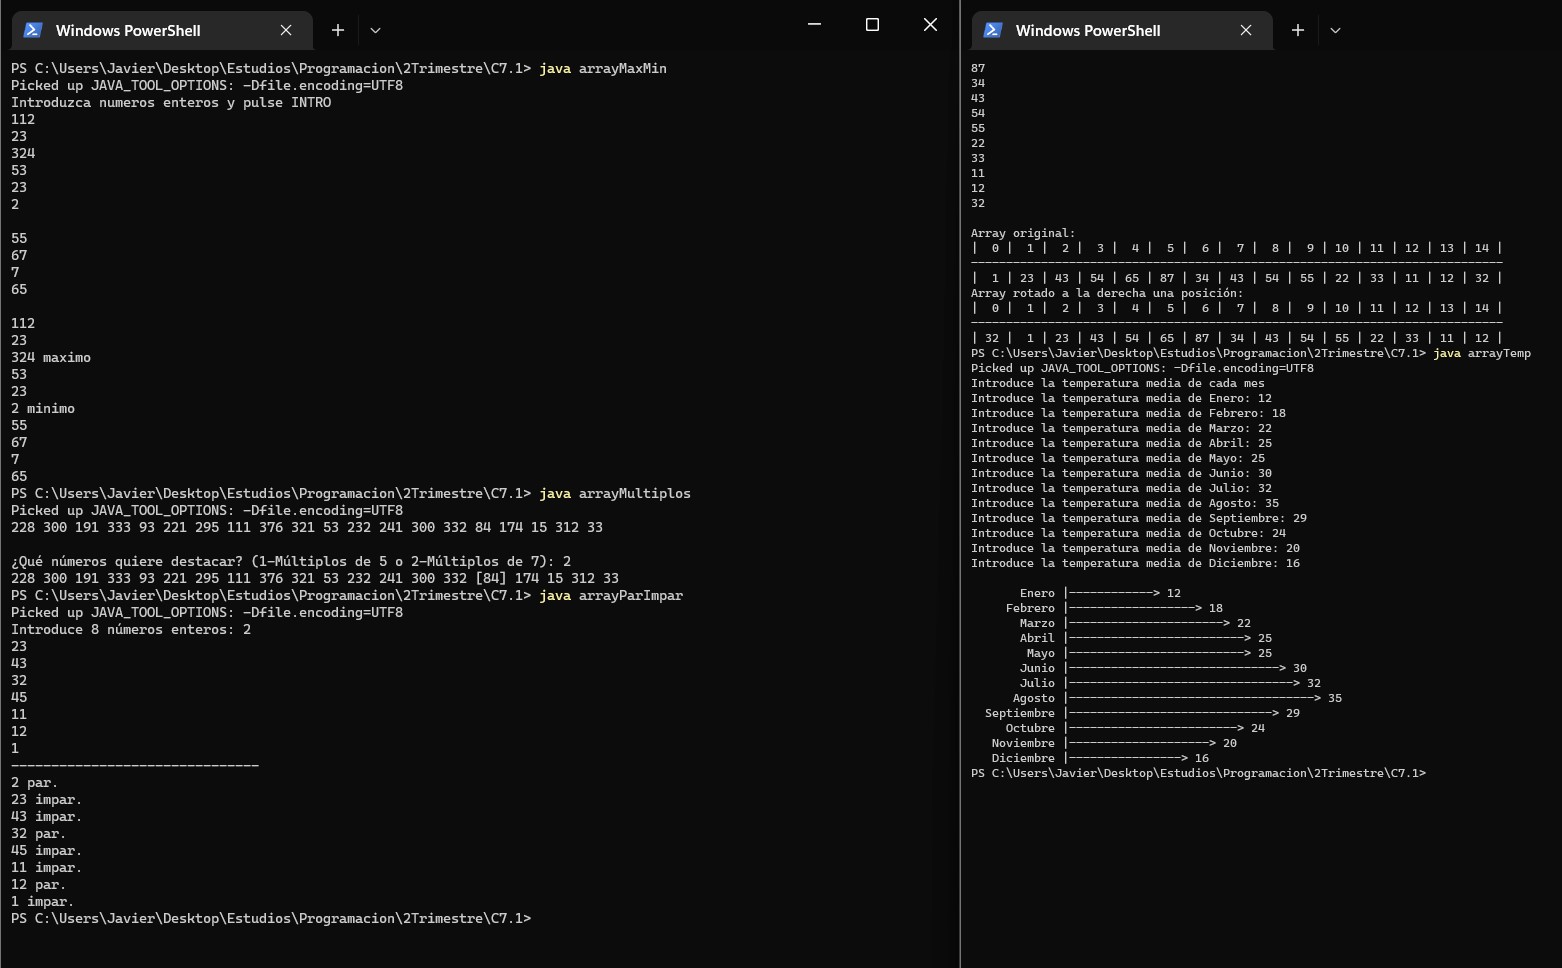 Windows PowerShell
PS C:\Users\Javier\Desktop\Estudios\Programacion\2Trimestre\C7.1> java arrayMaxMin
Picked up JAVA_TOOL_OPTIONS: -Dfile.encoding=UTF8
Introduzca numeros enteros y pulse INTRO
112
23
324
53
23
2
55
67
7
65
112
23
324 maximo
53
23
2 minimo
55
67
7
65
PS C:\Users\Javier\Desktop\Estudios\Programacion\2Trimestre\C7.1> java arrayMultiplos
Picked up JAVA_TOOL_OPTIONS: -Dfile.encoding=UTF8
228 300 191 333 93 221 295 111 376 321 53 232 241 300 332 84 174 15 312 33
¿Qué números quiere destacar? (1-Múltiplos de 5 o 2-Múltiplos de 7): 2
228 300 191 333 93 221 295 111 376 321 53 232 241 300 332 [84] 174 15 312 33
PS C:\Users\Javier\Desktop\Estudios\Programacion\2Trimestre\C7.1> java arrayParImpar
Picked up JAVA_TOOL_OPTIONS: -Dfile.encoding=UTF8
Introduce 8 números enteros: 2
23
43
32
45
11
12
1
-------------------------------
2 par.
23 impar.
43 impar.
32 par.
45 impar.
11 impar.
12 par.
1 impar.
PS C:\Users\Javier\Desktop\Estudios\Programacion\2Trimestre\C7.1>
Windows PowerShell
87
34
43
54
55
22
33
11
12
32
Array original:
|  0 |  1 |  2 |  3 |  4 |  5 |  6 |  7 |  8 |  9 | 10 | 11 | 12 | 13 | 14 |
----------------------------------------------------------------------------
|  1 | 23 | 43 | 54 | 65 | 87 | 34 | 43 | 54 | 55 | 22 | 33 | 11 | 12 | 32 |
Array rotado a la derecha una posición:
|  0 |  1 |  2 |  3 |  4 |  5 |  6 |  7 |  8 |  9 | 10 | 11 | 12 | 13 | 14 |
----------------------------------------------------------------------------
| 32 |  1 | 23 | 43 | 54 | 65 | 87 | 34 | 43 | 54 | 55 | 22 | 33 | 11 | 12 |
PS C:\Users\Javier\Desktop\Estudios\Programacion\2Trimestre\C7.1> java arrayTemp
Picked up JAVA_TOOL_OPTIONS: -Dfile.encoding=UTF8
Introduce la temperatura media de cada mes
Introduce la temperatura media de Enero: 12
Introduce la temperatura media de Febrero: 18
Introduce la temperatura media de Marzo: 22
Introduce la temperatura media de Abril: 25
Introduce la temperatura media de Mayo: 25
Introduce la temperatura media de Junio: 30
Introduce la temperatura media de Julio: 32
Introduce la temperatura media de Agosto: 35
Introduce la temperatura media de Septiembre: 29
Introduce la temperatura media de Octubre: 24
Introduce la temperatura media de Noviembre: 20
Introduce la temperatura media de Diciembre: 16
Enero |------------> 12
Febrero |------------------> 18
Marzo |----------------------> 22
Abril |-------------------------> 25
Mayo |-------------------------> 25
Junio |------------------------------> 30
Julio |--------------------------------> 32
Agosto |-----------------------------------> 35
Septiembre |-----------------------------> 29
Octubre |------------------------> 24
Noviembre |--------------------> 20
Diciembre |----------------> 16
PS C:\Users\Javier\Desktop\Estudios\Programacion\2Trimestre\C7.1>